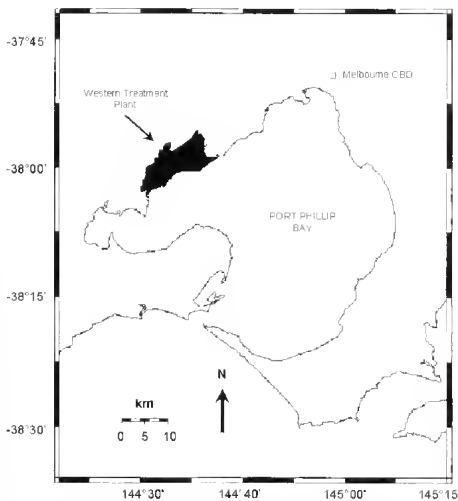 -37°45'
Melbourne CBD
Western Treatment
Plant
-38°00'
PORT PHILLIP
BAY
-38°15'
N
km
0 5 10
-38°30'
144°30' 144°40' 145°00' 145°15'